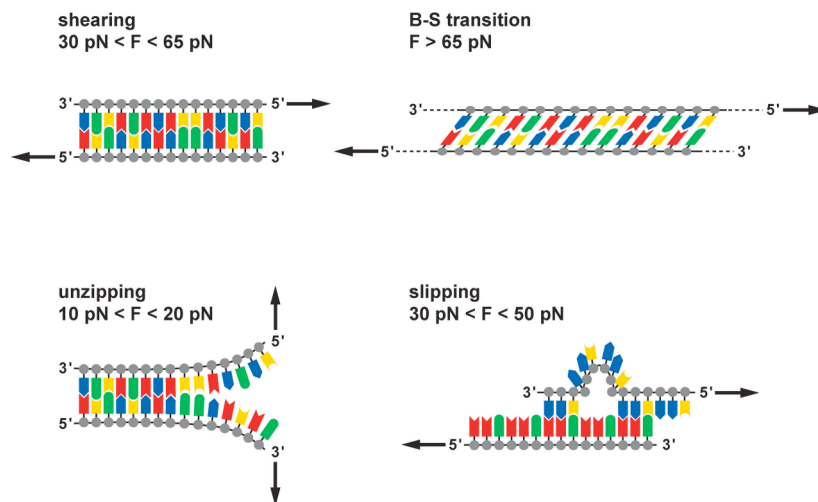 shearing
30 pN < F < 65 pN
3' 5'
5' 3'
B-S transition
F > 65 pN
3' 5'
5' 3'
unzipping
10 pN < F < 20 pN
5'
3'
5'
3'
slipping
30 pN < F < 50 pN
3' 5'
5' 3'